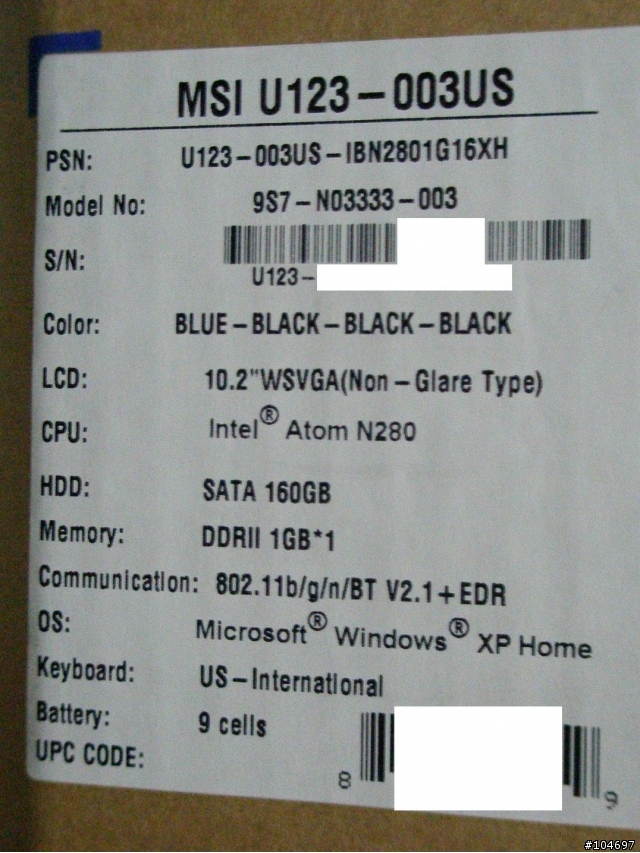 MSI U123-003US
PSN: U123-003US-IBN2801G16XH
Model No: 9S7-N03333-003
S/N:
U123-
Color: BLUE-BLACK-BLACK-BLACK
LCD: 10.2"WSVGA(Non-Glare Type)
CPU: Intel® Atom N280
HDD: SATA 160GB
Memory: DDRII 1GB*1
Communication: 802.11b/g/n/BT V2.1+EDR
OS: Microsoft® Windows® XP Home
Keyboard: US-International
Battery: 9 cells
UPC CODE: 8 9
#104697